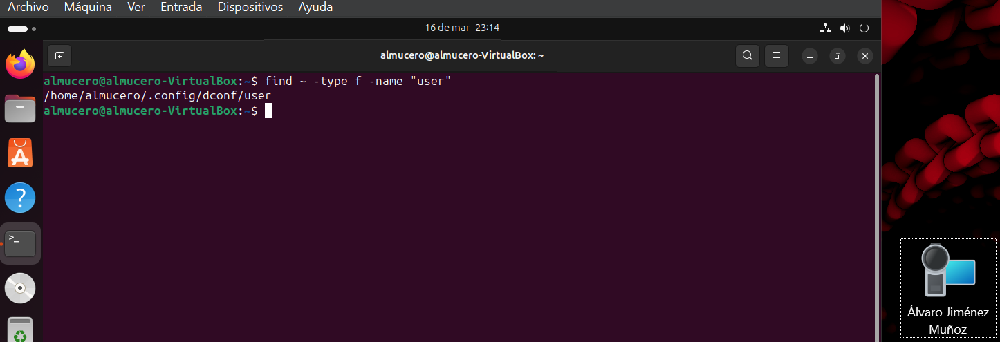 Archivo Máquina Ver Entrada Dispositivos Ayuda
16 de mar 23:14
almucero@almucero-VirtualBox: ~
almucero@almucero-VirtualBox:~$ find ~ -type f -name "user"
/home/almucero/.config/dconf/user
almucero@almucero-VirtualBox:~$
Álvaro Jiménez
Muñoz